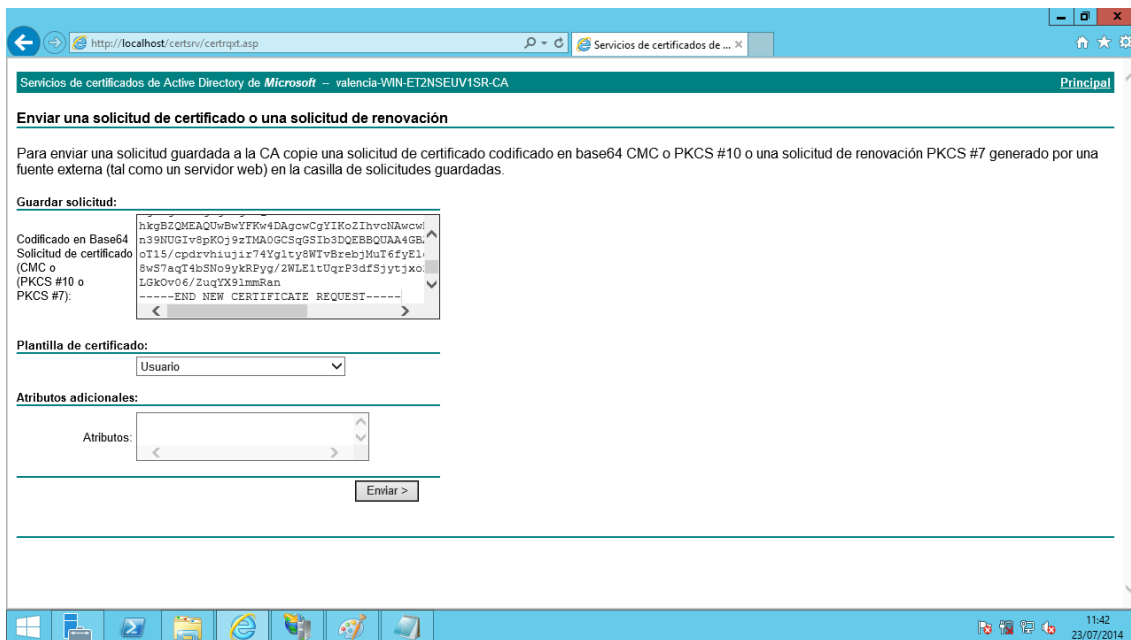 http://localhost/certsrv/certrqxt.asp
Servicios de certificados de ...
Servicios de certificados de Active Directory de Microsoft -- valencia-WIN-ET2NSEUV1SR-CA
Principal
Enviar una solicitud de certificado o una solicitud de renovación
Para enviar una solicitud guardada a la CA copie una solicitud de certificado codificado en base64 CMC o PKCS #10 o una solicitud de renovación PKCS #7 generado por una
fuente externa (tal como un servidor web) en la casilla de solicitudes guardadas.
Guardar solicitud:
Codificado en Base64
Solicitud de certificado
(CMC o
(PKCS #10 o
PKCS #7):
hkgBZQMEAQUwBwYFKw4DAgcwCgYIKoZIhvcNAwcw
n39NUGIv8pKOj9zTMA0GCSqGSIb3DQEBBQUAA4GB
oT15/cpdrvhiujir74Yglty8WTvBrebjMuT6fyEl
8wS7aqT4bSNo9ykRPyg/2WLE1tUqrP3dfSjytjxo
LGkOv06/ZuqYX9lmmRan
-----END NEW CERTIFICATE REQUEST-----
Plantilla de certificado:
Usuario
Atributos adicionales:
Atributos:
Enviar >
11:42
23/07/2014